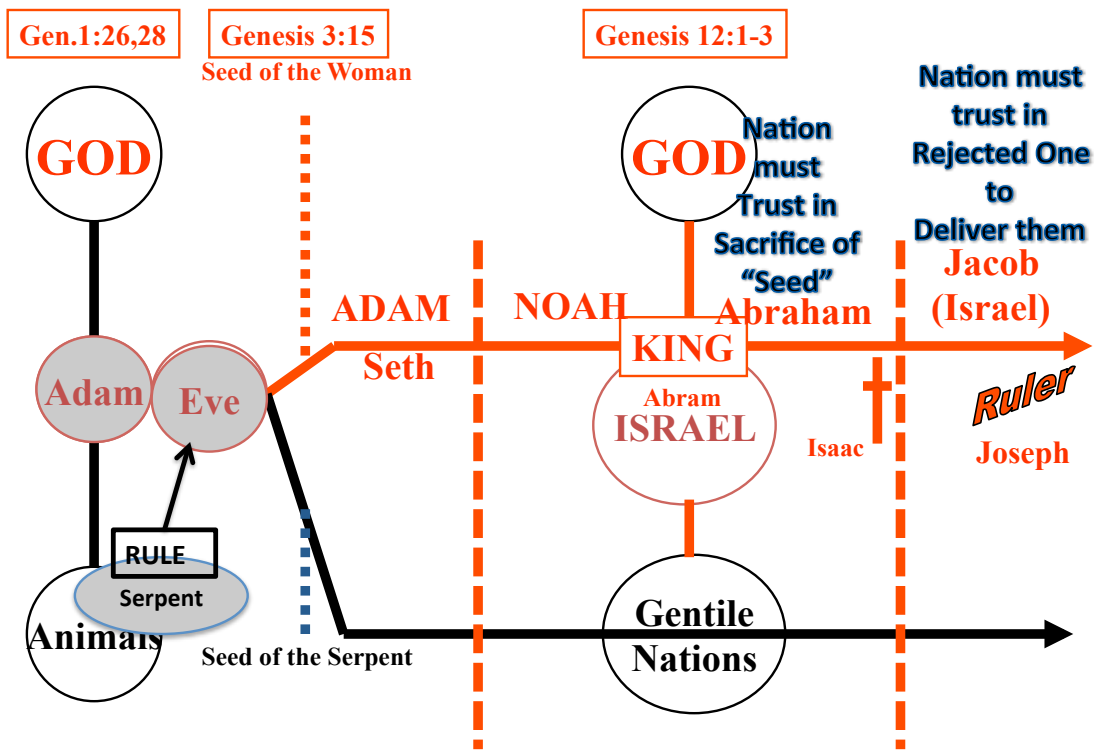 Gen.1:26,28
Genesis 3:15
Genesis 12:1-3
Seed of the Woman
GOD
GOD
Nation
must
Trust in
Sacrifice of
“Seed”
Nation must
trust in
Rejected One
to
Deliver them
ADAM
Seth
NOAH
Abraham
Jacob
(Israel)
KING
Adam
Eve
Abram
ISRAEL
Isaac
Ruler
Joseph
RULE
Serpent
Animals
Seed of the Serpent
Gentile
Nations